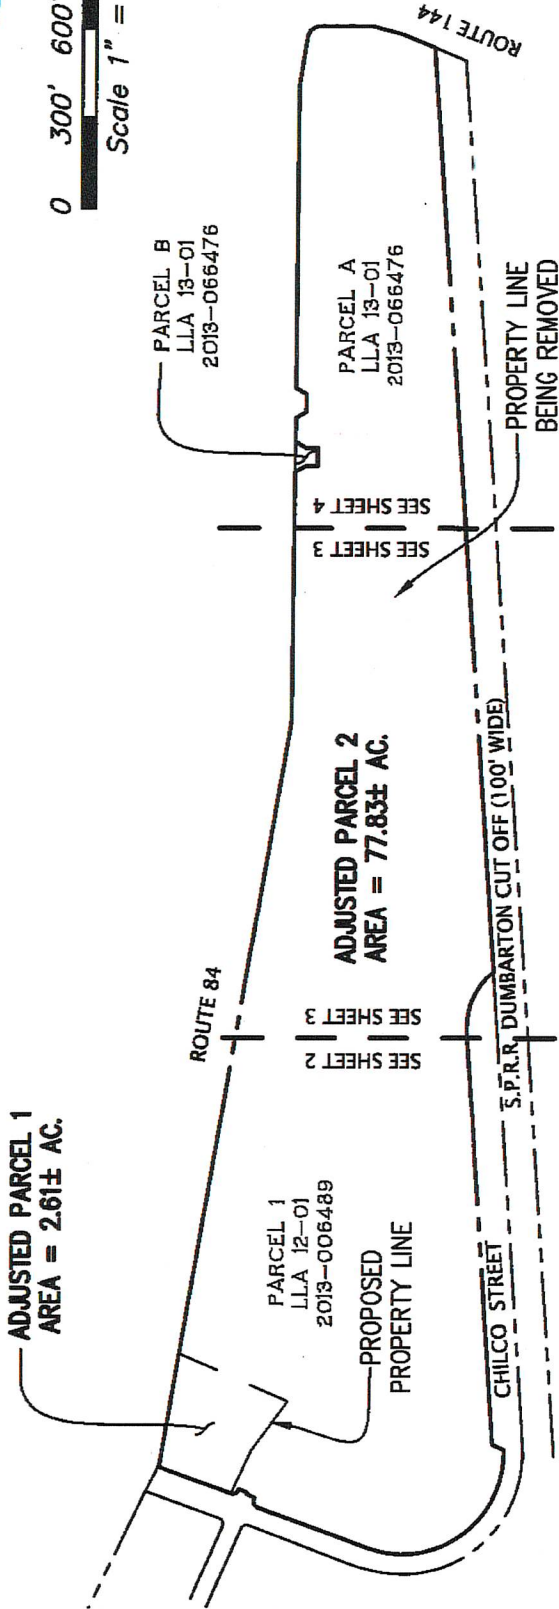 ADJUSTED PARCEL 1
AREA = 2.61± AC.
ROUTE 84
PARCEL 1
LLA 12-01
2013-006489
PROPOSED
PROPERTY LINE
CHILCO STREET
SEE SHEET 2
SEE SHEET 3
ADJUSTED PARCEL 2
AREA = 77.83± AC.
S.P.R.R. DUMBARTON CUT OFF (100' WIDE)
SEE SHEET 3
SEE SHEET 4
PARCEL B
LLA 13-01
2013-066476
PARCEL A
LLA 13-01
2013-066476
PROPERTY LINE
BEING REMOVED
ROUTE 144
0 300' 600'
Scale 1" =